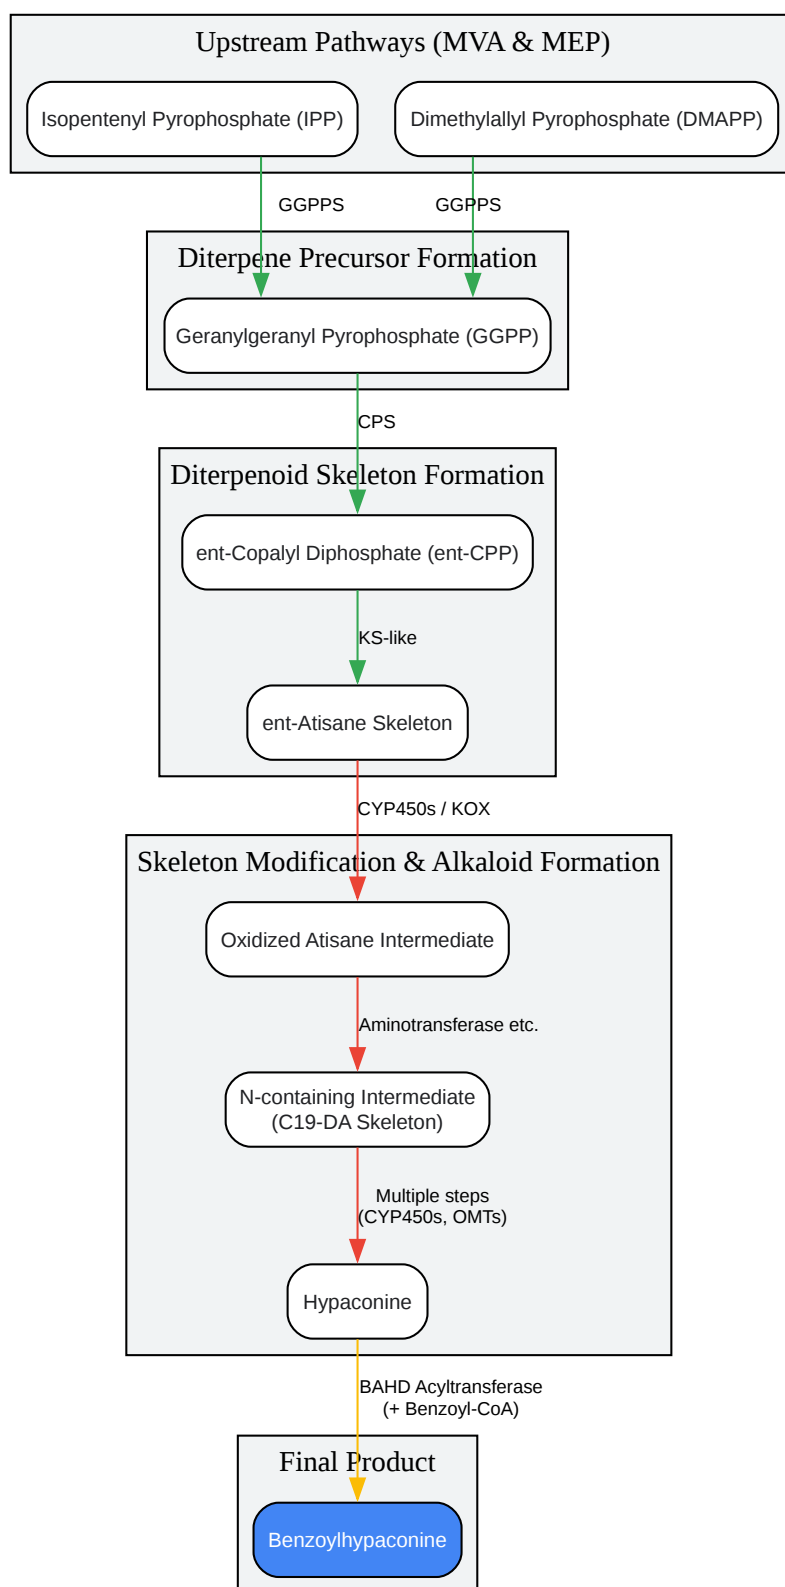 Upstream Pathways (MVA & MEP)
Isopentenyl Pyrophosphate (IPP)
Dimethylallyl Pyrophosphate (DMAPP)
GGPPS
GGPPS
Diterpene Precursor Formation
Geranylgeranyl Pyrophosphate (GGPP)
CPS
Diterpenoid Skeleton Formation
ent-Copalyl Diphosphate (ent-CPP)
KS-like
ent-Atisane Skeleton
CYP450s / KOX
Skeleton Modification & Alkaloid Formation
Oxidized Atisane Intermediate
Aminotransferase etc.
N-containing Intermediate
(C19-DA Skeleton)
Multiple steps
(CYP450s, OMTs)
Hypaconine
BAHD Acyltransferase
(+ Benzoyl-CoA)
Final Product
Benzoylhypaconine